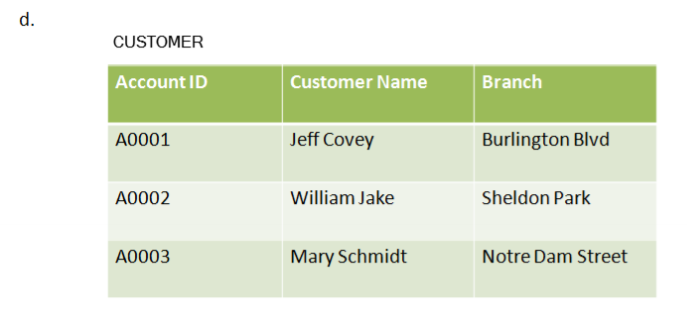 d.
CUSTOMER
Account ID Customer Name Branch
A0001 Jeff Covey Burlington Blvd
A0002 William Jake Sheldon Park
A0003 Mary Schmidt Notre Dam Street